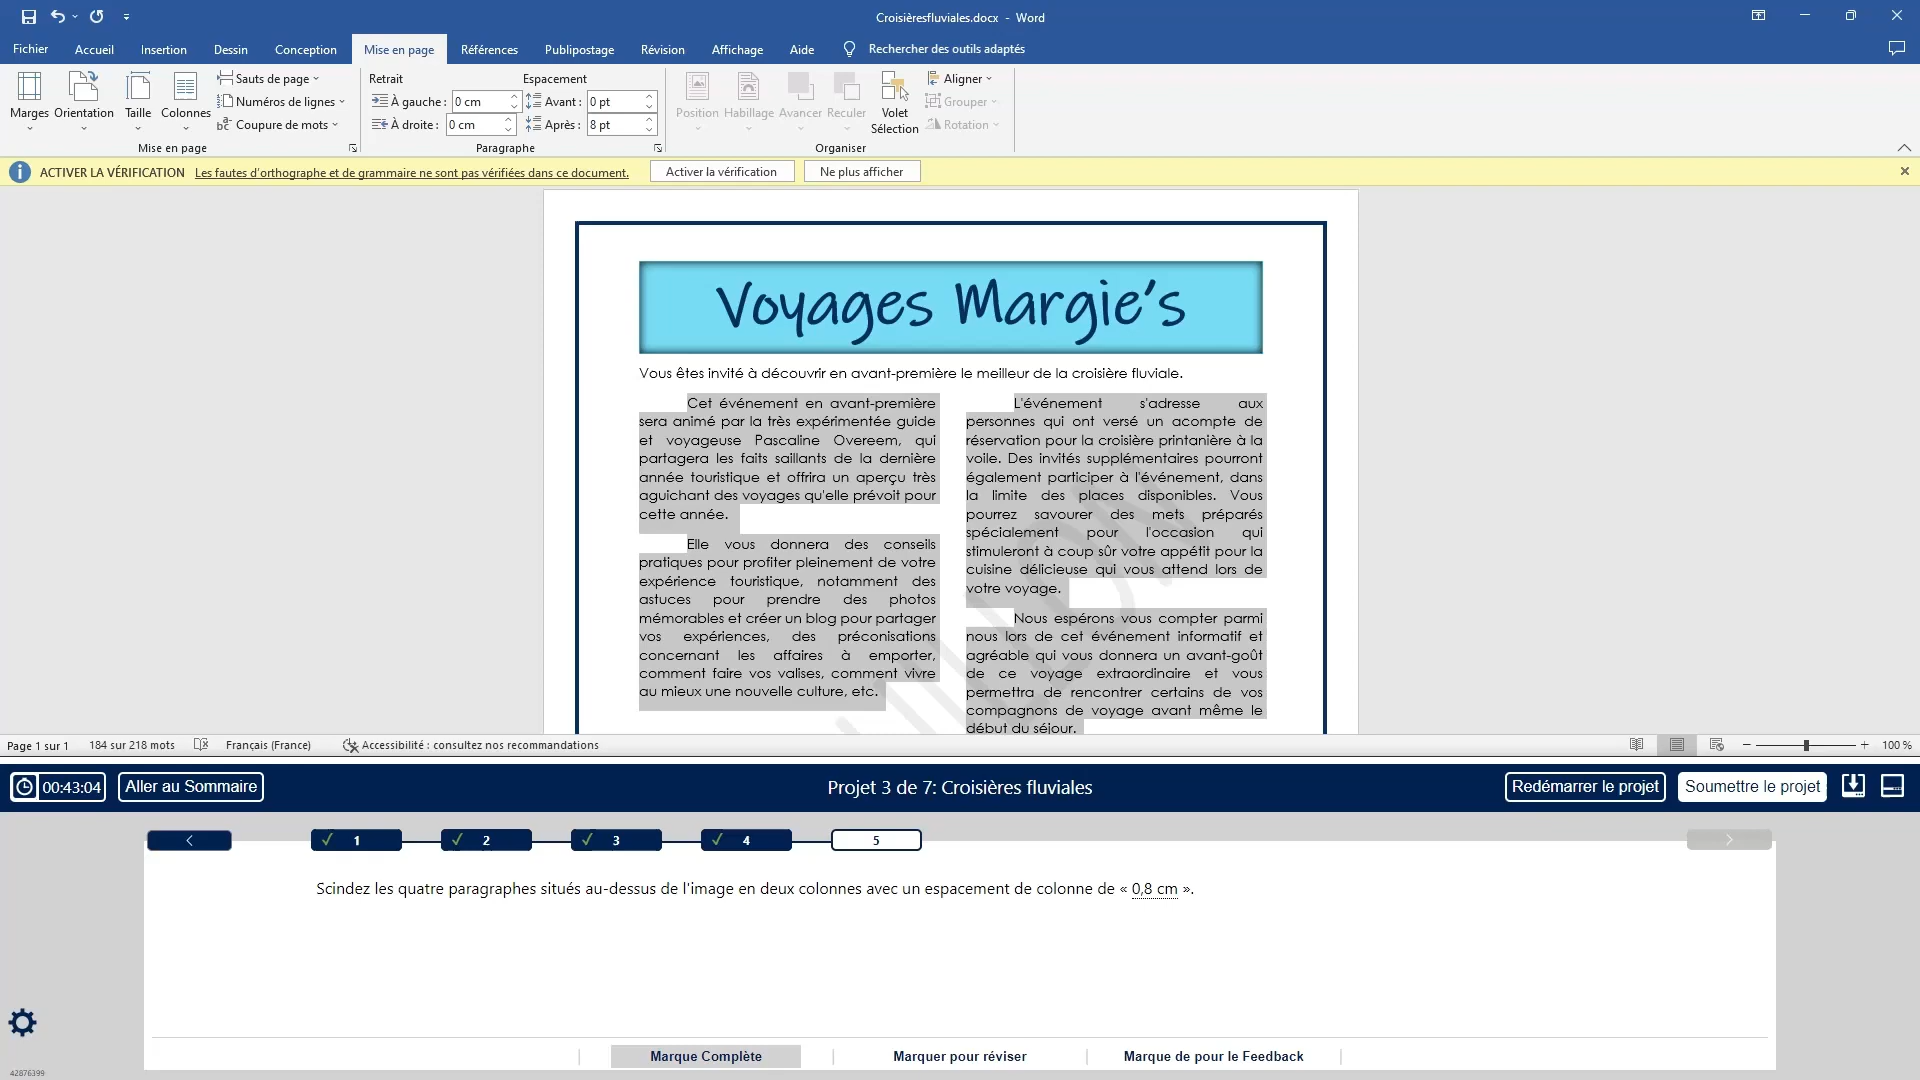 Croisièresfluviales.docx - Word
Fichier Accueil Insertion Dessin Conception Mise en page Références Publipostage Révision Affichage Aide Rechercher des outils adaptés
Marges
Orientation
Taille
Colonnes
Sauts de page
Numéros de lignes
Coupure de mots
Mise en page
Retrait
À gauche : 0 cm
À droite : 0 cm
Espacement
Avant : 0 pt
Après : 8 pt
Paragraphe
Position
Habillage
Avancer
Reculer
Volet
Sélection
Aligner
Grouper
Rotation
Organiser
ACTIVER LA VÉRIFICATION Les fautes d'orthographe et de grammaire ne sont pas vérifiées dans ce document. Activer la vérification Ne plus afficher
Voyages Margie's
Vous êtes invité à découvrir en avant-première le meilleur de la croisière fluviale.
Cet événement en avant-première
sera animé par la très expérimentée guide
et voyageuse Pascaline Overeem, qui
partagera les faits saillants de la dernière
année touristique et offrira un aperçu très
aguichant des voyages qu'elle prévoit pour
cette année.
Elle vous donnera des conseils
pratiques pour profiter pleinement de votre
expérience touristique, notamment des
astuces pour prendre des photos
mémorables et créer un blog pour partager
vos expériences, des préconisations
concernant les affaires à emporter,
comment faire vos valises, comment vivre
au mieux une nouvelle culture, etc.
L'événement s'adresse aux
personnes qui ont versé un acompte de
réservation pour la croisière printanière à la
voile. Des invités supplémentaires pourront
également participer à l'événement, dans
la limite des places disponibles. Vous
pourrez savourer des mets préparés
spécialement pour l'occasion qui
stimuleront à coup sûr votre appétit pour la
cuisine délicieuse qui vous attend lors de
votre voyage.
Nous espérons vous compter parmi
nous lors de cet événement informatif et
agréable qui vous donnera un avant-goût
de ce voyage extraordinaire et vous
permettra de rencontrer certains de vos
compagnons de voyage avant même le
début du séjour.
Page 1 sur 1 184 sur 218 mots Français (France) Accessibilité : consultez nos recommandations 100 %
00:43:04 Aller au Sommaire Projet 3 de 7: Croisières fluviales Redémarrer le projet Soumettre le projet
1 2 3 4 5
Scindez les quatre paragraphes situés au-dessus de l'image en deux colonnes avec un espacement de colonne de « 0,8 cm ».
Marque Complète Marquer pour réviser Marque de pour le Feedback
42876399